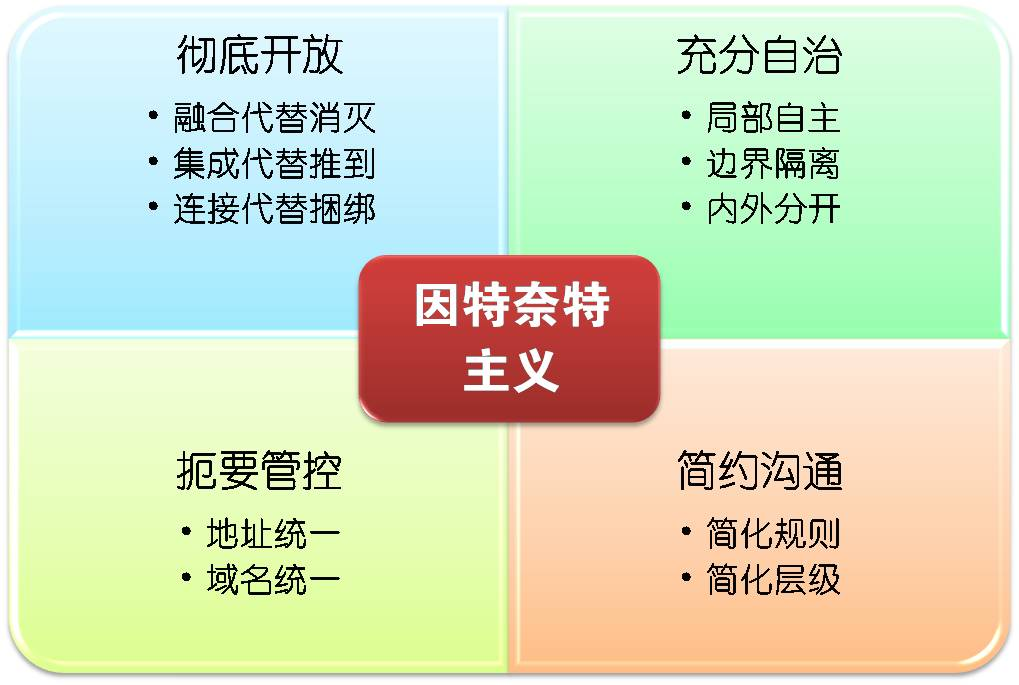 彻底开放
• 融合代替消灭
• 集成代替推到
• 连接代替捆绑
充分自治
• 局部自主
• 边界隔离
• 内外分开
因特奈特
主义
扼要管控
• 地址统一
• 域名统一
简约沟通
• 简化规则
• 简化层级